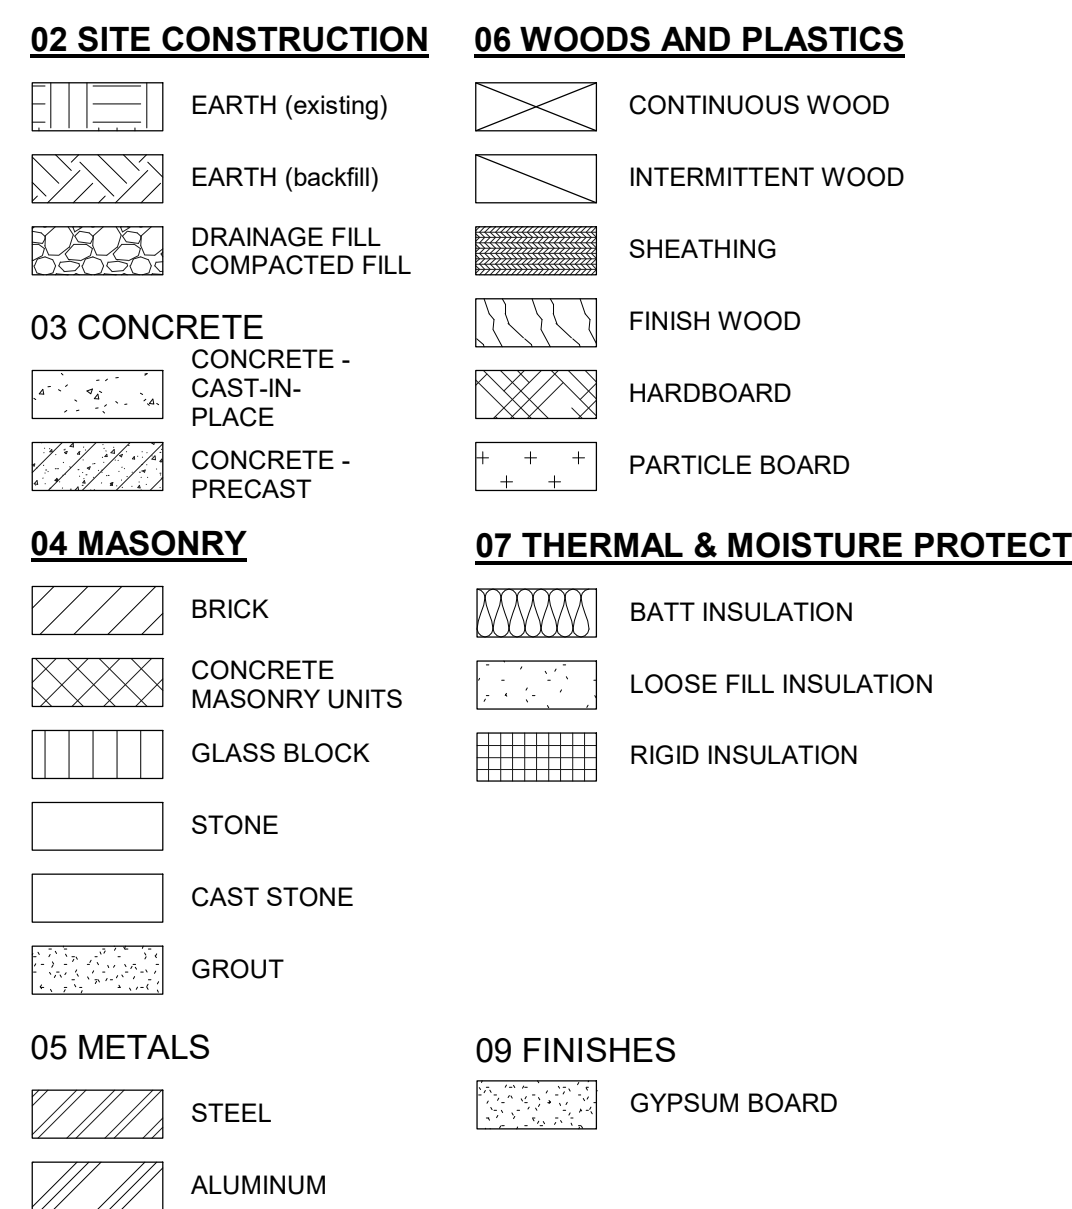 02 SITE CONSTRUCTION
EARTH (existing)
EARTH (backfill)
DRAINAGE FILL
COMPACTED FILL
03 CONCRETE
CONCRETE -
CAST-IN-
PLACE
CONCRETE -
PRECAST
04 MASONRY
BRICK
CONCRETE
MASONRY UNITS
GLASS BLOCK
STONE
CAST STONE
GROUT
05 METALS
STEEL
ALUMINUM
06 WOODS AND PLASTICS
CONTINUOUS WOOD
INTERMITTENT WOOD
SHEATHING
FINISH WOOD
HARDBOARD
PARTICLE BOARD
07 THERMAL & MOISTURE PROTECT
BATT INSULATION
LOOSE FILL INSULATION
RIGID INSULATION
09 FINISHES
GYPSUM BOARD